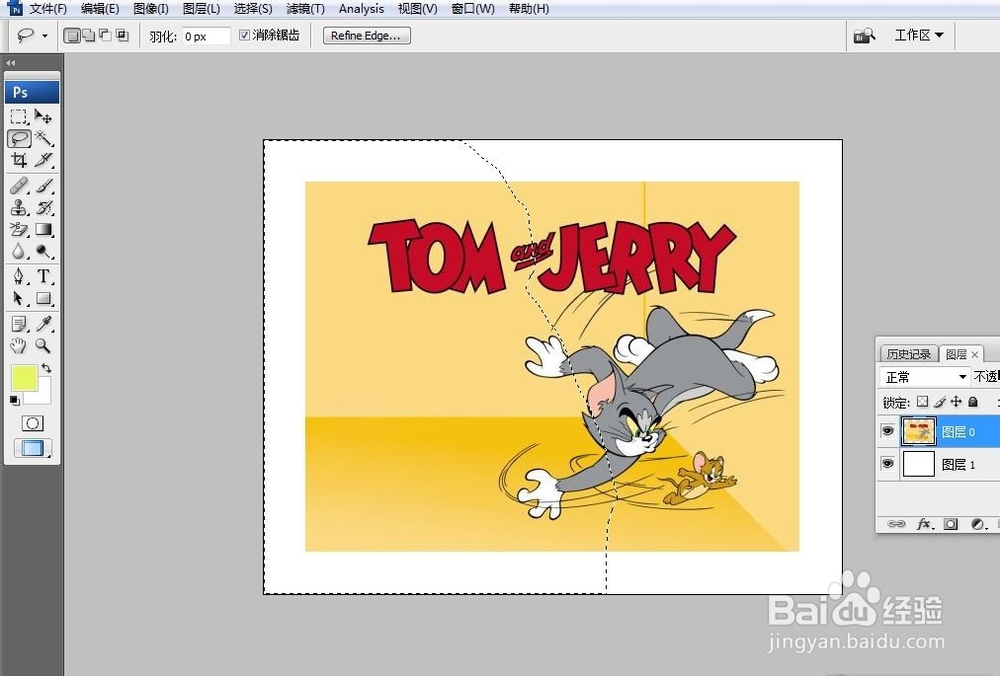 文件(F) 编辑(E) 图像(I) 图层(L) 选择(S) 滤镜(T) Analysis 视图(V) 窗口(W) 帮助(H)
羽化: 0 px 消除锯齿 Refine Edge... 工作区
Ps
TOM and JERRY
历史记录 图层
正常 不透
锁定:
图层 0
图层 1
Baidu经验
jingyan.baidu.com